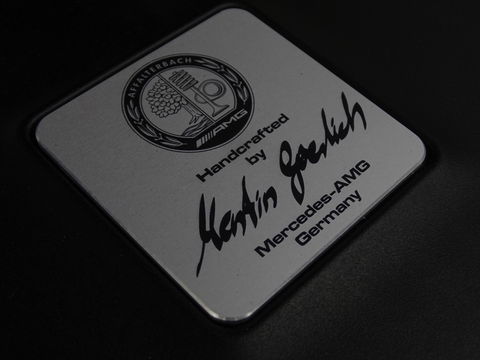 AFFALTERBACH
AMG
Handcrafted
by
Martin
Mercedes-AMG
Germany